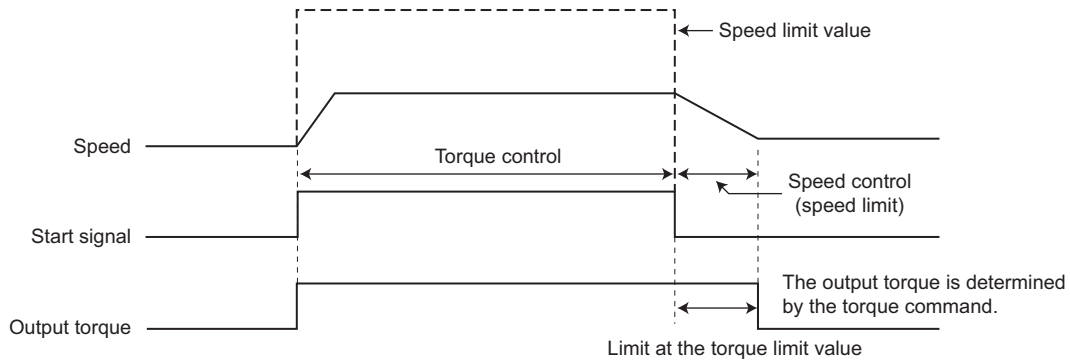 Speed limit value
Speed
Torque control
Speed control
(speed limit)
Start signal
The output torque is determined
by the torque command.
Output torque
Limit at the torque limit value